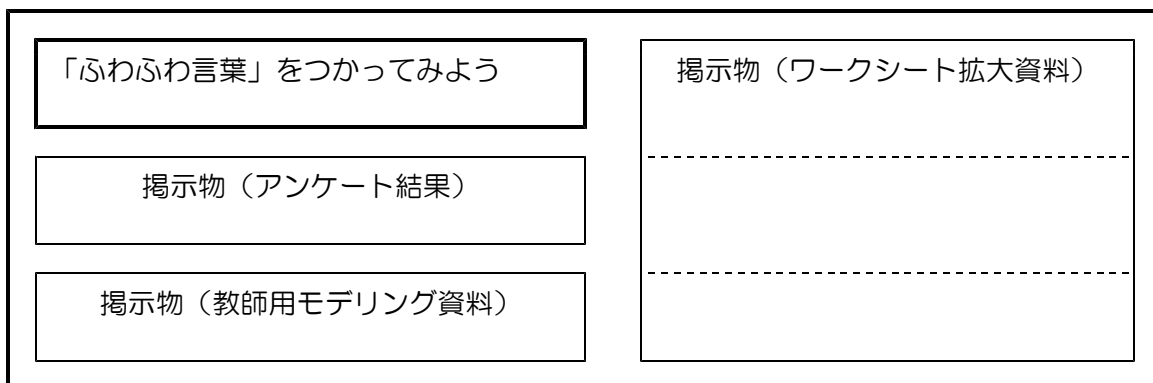 「ふわふわ言葉」をつかってみよう
掲示物（アンケート結果）
掲示物（教師用モデリング資料）
掲示物（ワークシート拡大資料）